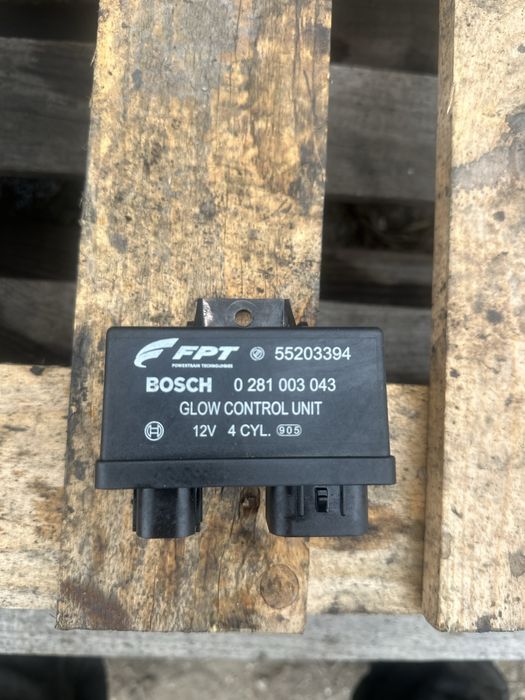 FPT 55203394
POWERTRAIN TECHNOLOGIES
BOSCH 0 281 003 043
GLOW CONTROL UNIT
12V 4 CYL. 905